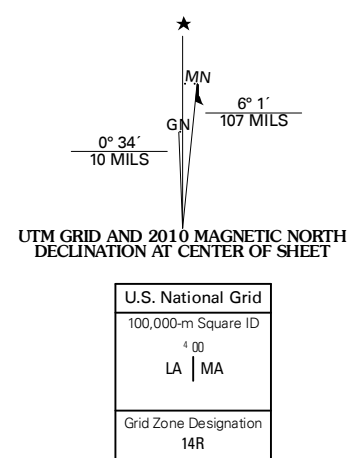 ★
MN
GN
6° 1´
107 MILS
0° 34´
10 MILS
UTM GRID AND 2010 MAGNETIC NORTH
DECLINATION AT CENTER OF SHEET
U.S. National Grid
100,000-m Square ID
4 00
LA | MA
Grid Zone Designation
14R